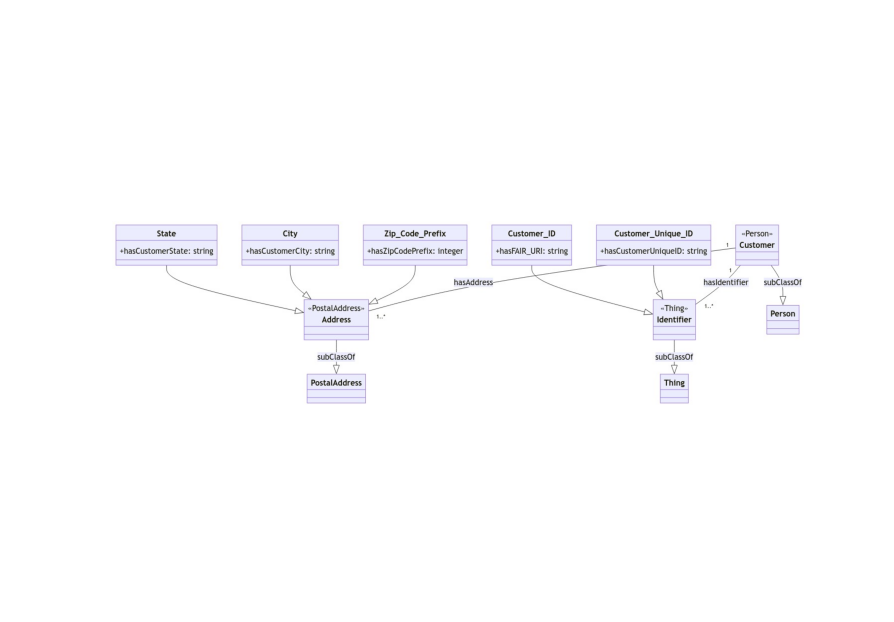 State
+hasCustomerState: string
City
+hasCustomerCity: string
Zip_Code_Prefix
+hasZipCodePrefix: integer
Customer_ID
+hasFAIR_URI: string
Customer_Unique_ID
+hasCustomerUniqueID: string
«Person»
Customer
1
1
hasAddress
hasIdentifier
subClassOf
«PostalAddress»
Address
1..*
«Thing»
Identifier
1..*
Person
subClassOf
subClassOf
PostalAddress
Thing